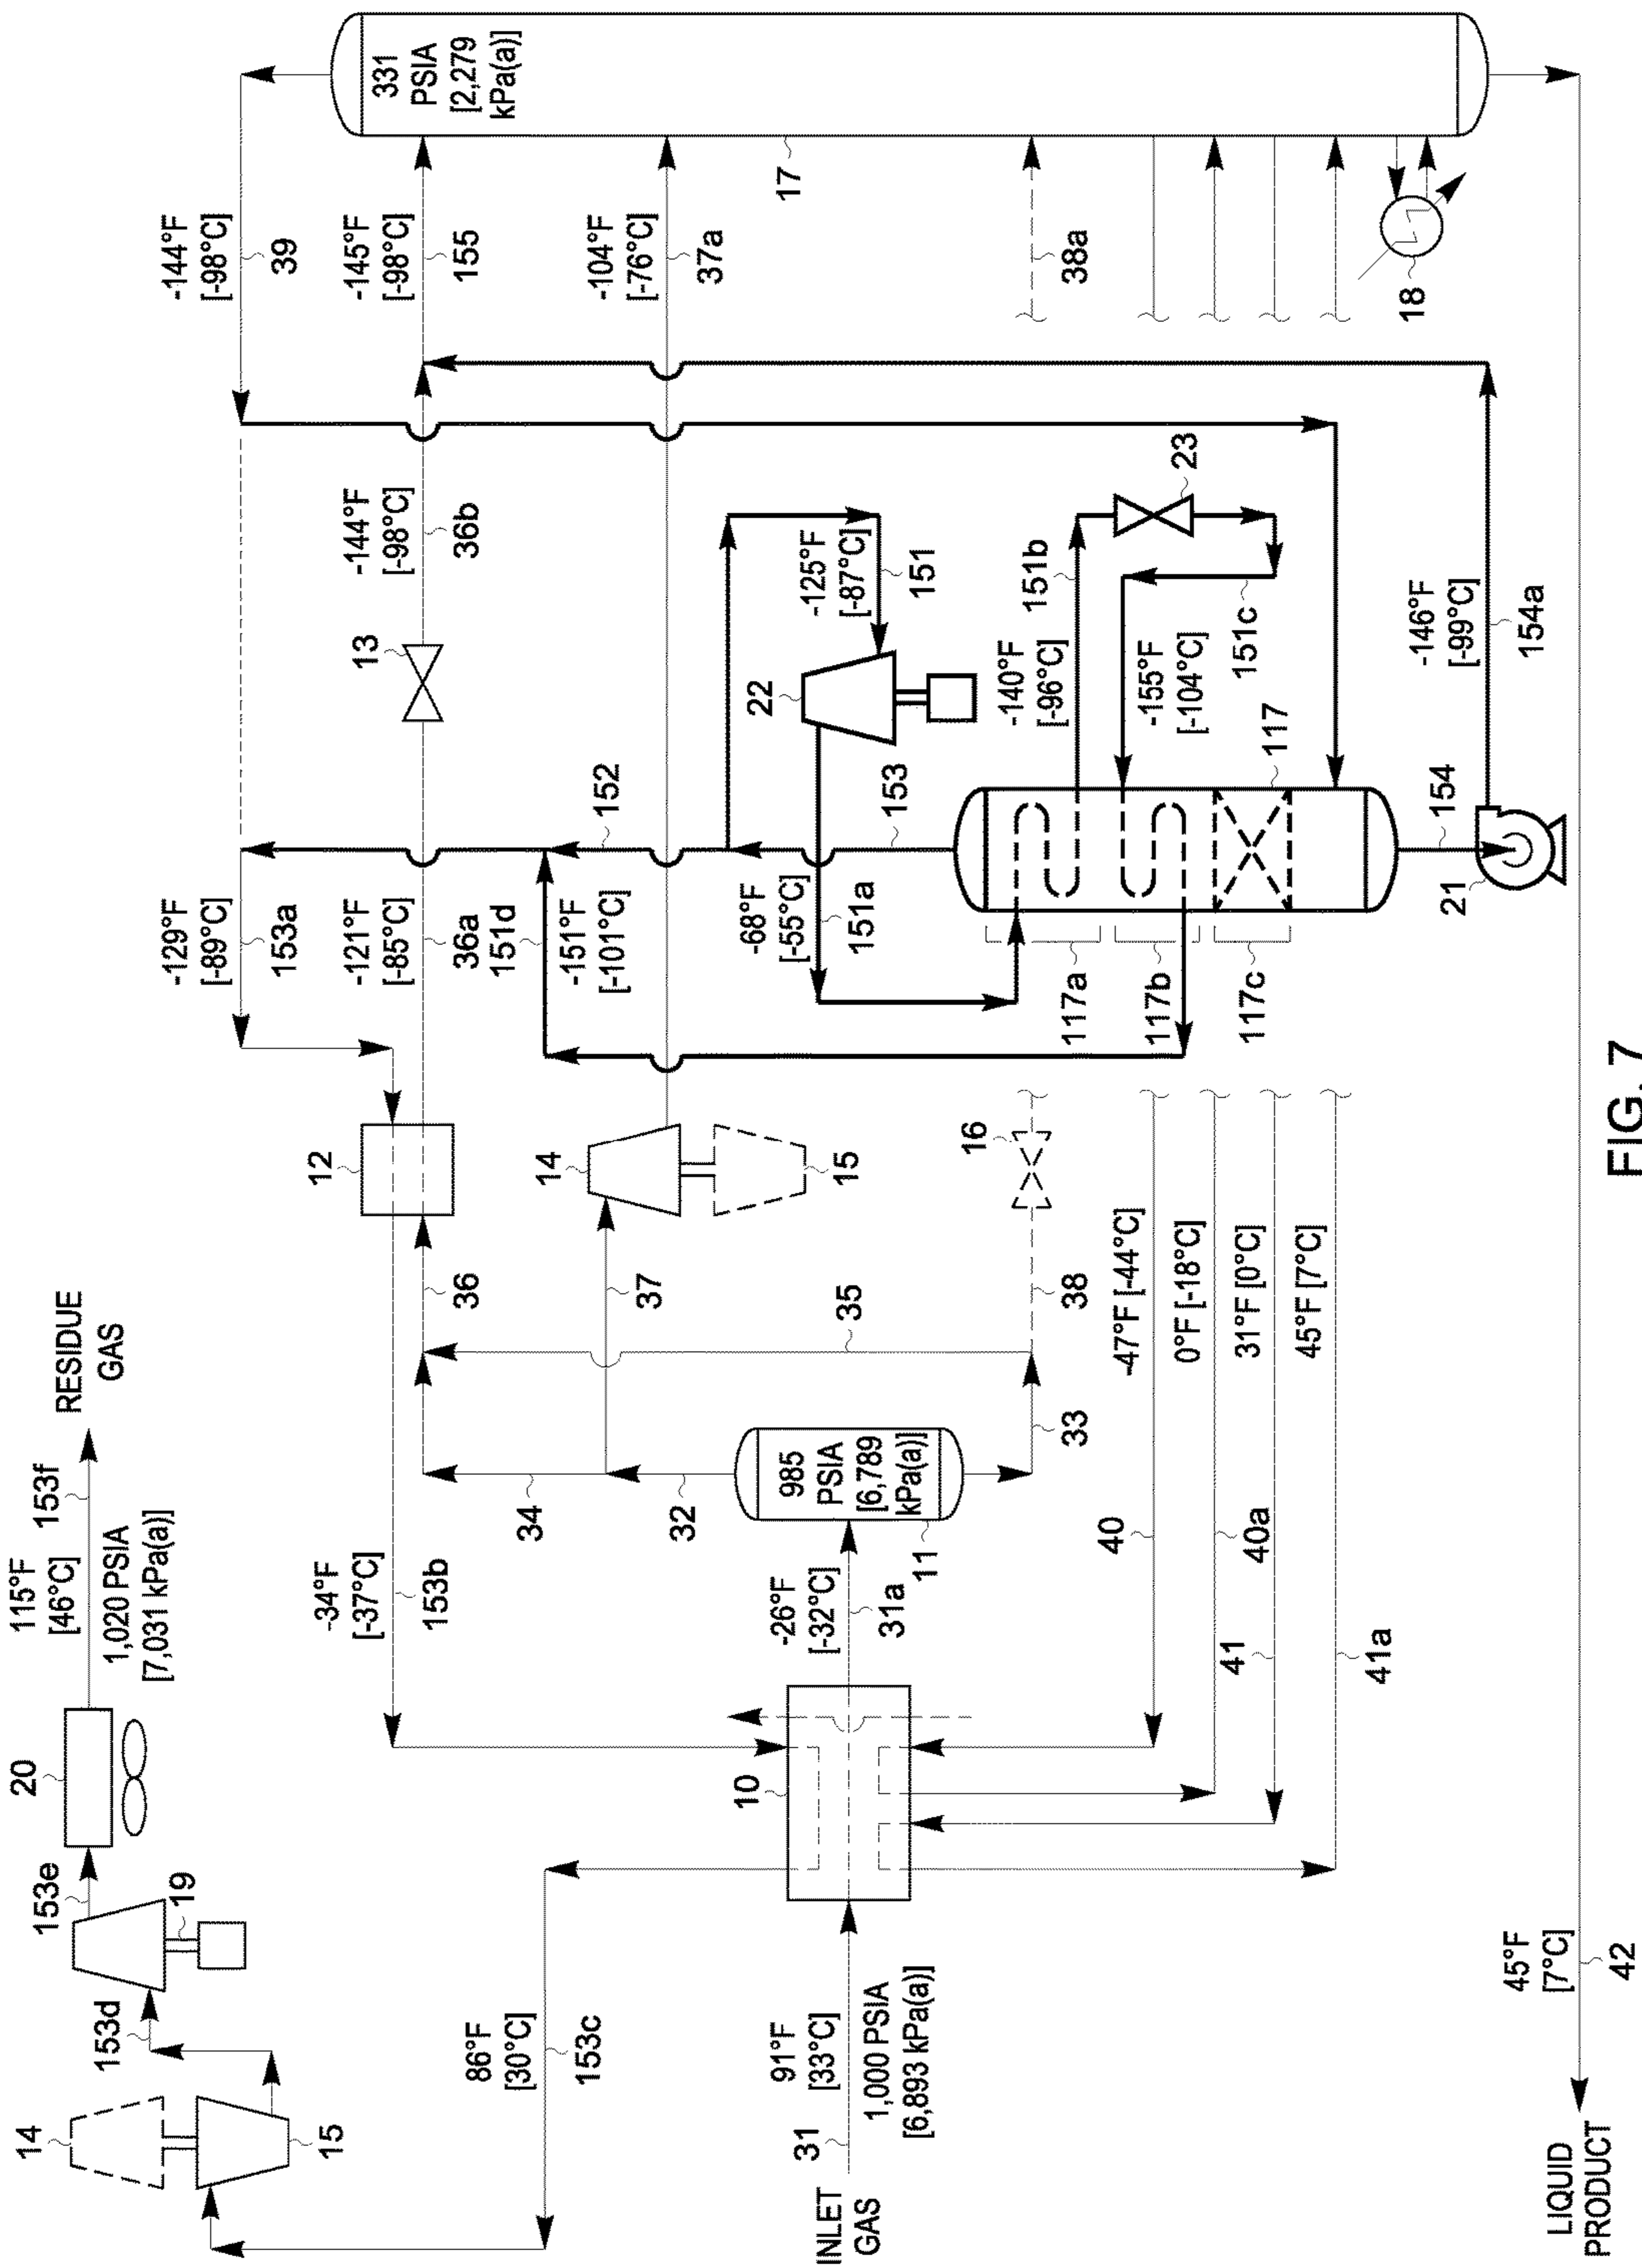 14
15
153d
19
153e
20
115°F
[46°C]
153f
1,020 PSIA
[7,031 kPa(a)]
RESIDUE
GAS
86°F
[30°C]
153c
INLET
GAS
31
91°F
[33°C]
1,000 PSIA
[6,893 kPa(a)]
10
-34°F
[-37°C]
153b
-26°F
[-32°C]
31a
11
985
PSIA
[6,789
kPa(a)]
34
32
33
35
36
37
38
12
14
15
16
40
40a
41
41a
-47°F [-44°C]
0°F [-18°C]
31°F [0°C]
45°F [7°C]
-129°F
[-89°C]
153a
-121°F
[-85°C]
36a
151d
-151°F
[-101°C]
152
-68°F
[-55°C]
151a
153
117a
117b
117c
117
154
21
13
22
-144°F
[-98°C]
36b
-125°F
[-87°C]
151
-140°F
[-96°C]
151b
23
-155°F
[-104°C]
151c
-146°F
[-99°C]
154a
-144°F
[-98°C]
39
-145°F
[-98°C]
155
-104°F
[-76°C]
37a
17
38a
18
331
PSIA
[2,279
kPa(a)]
45°F
[7°C]
42
LIQUID
PRODUCT
FIG. 7